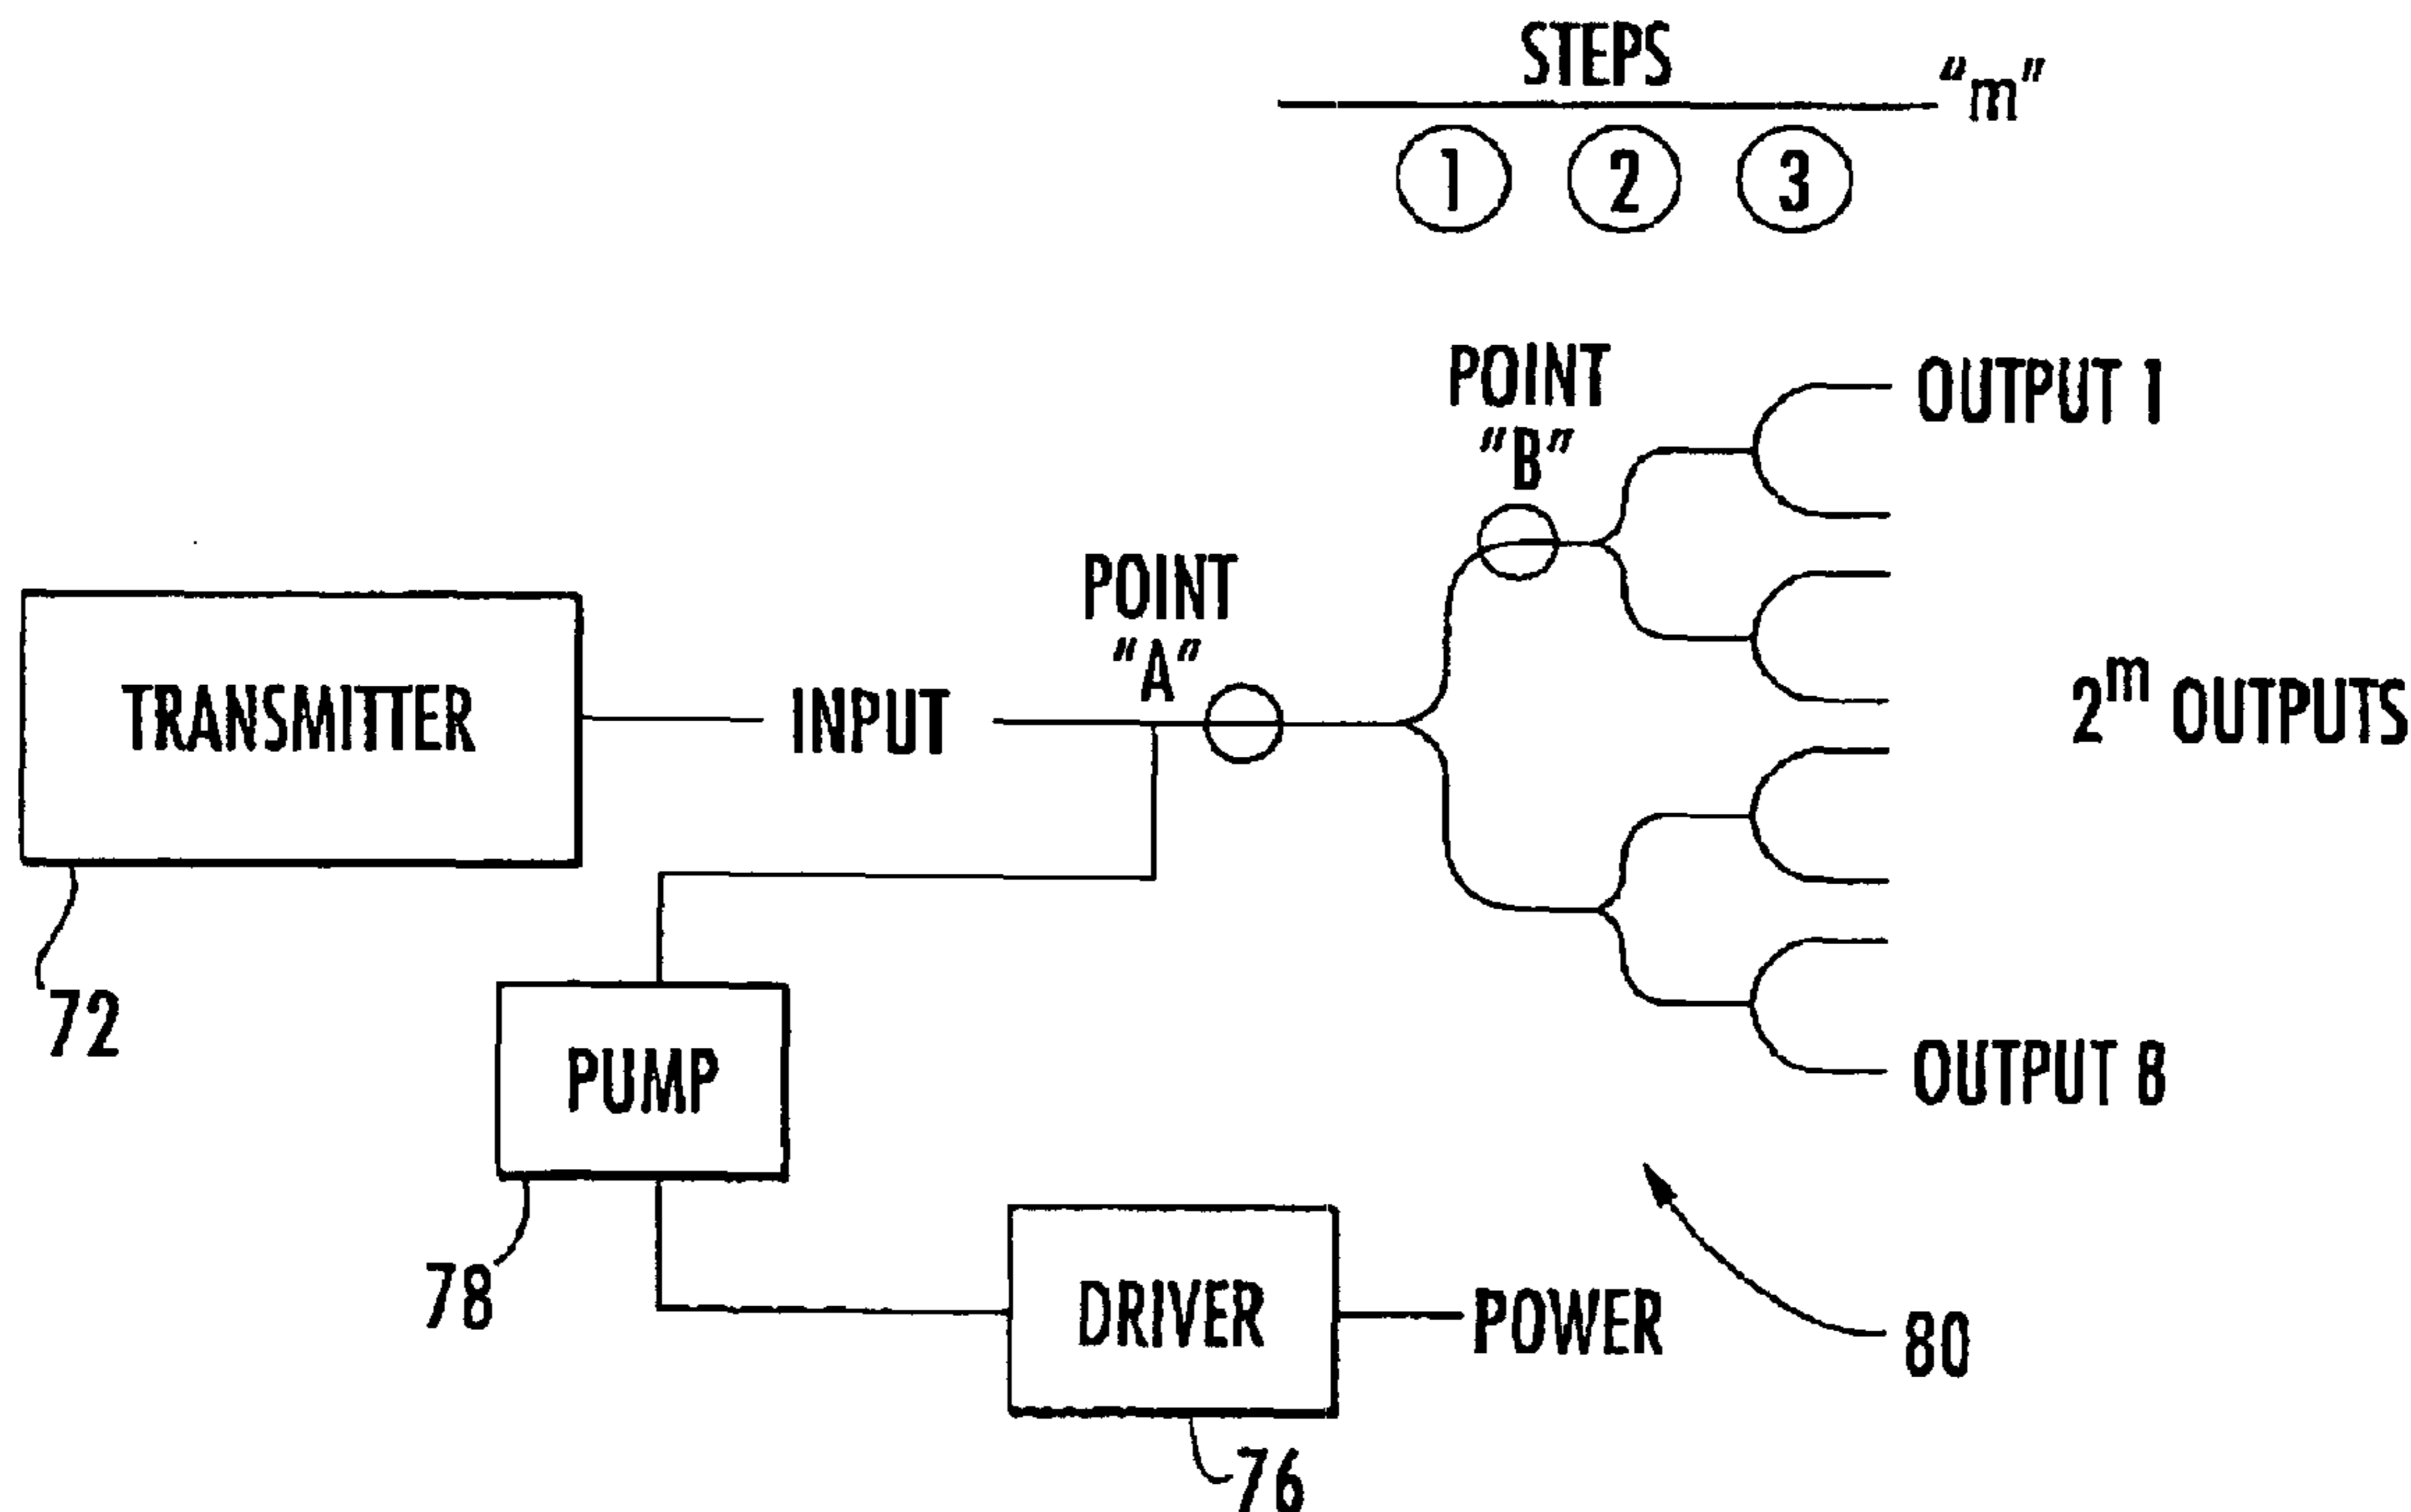 STEPS
"m"
1 2 3
POINT
"B"
OUTPUT 1
POINT
"A"
TRANSMITTER
INPUT
2^m OUTPUTS
72
PUMP
OUTPUT 8
78
DRIVER
POWER
80
76